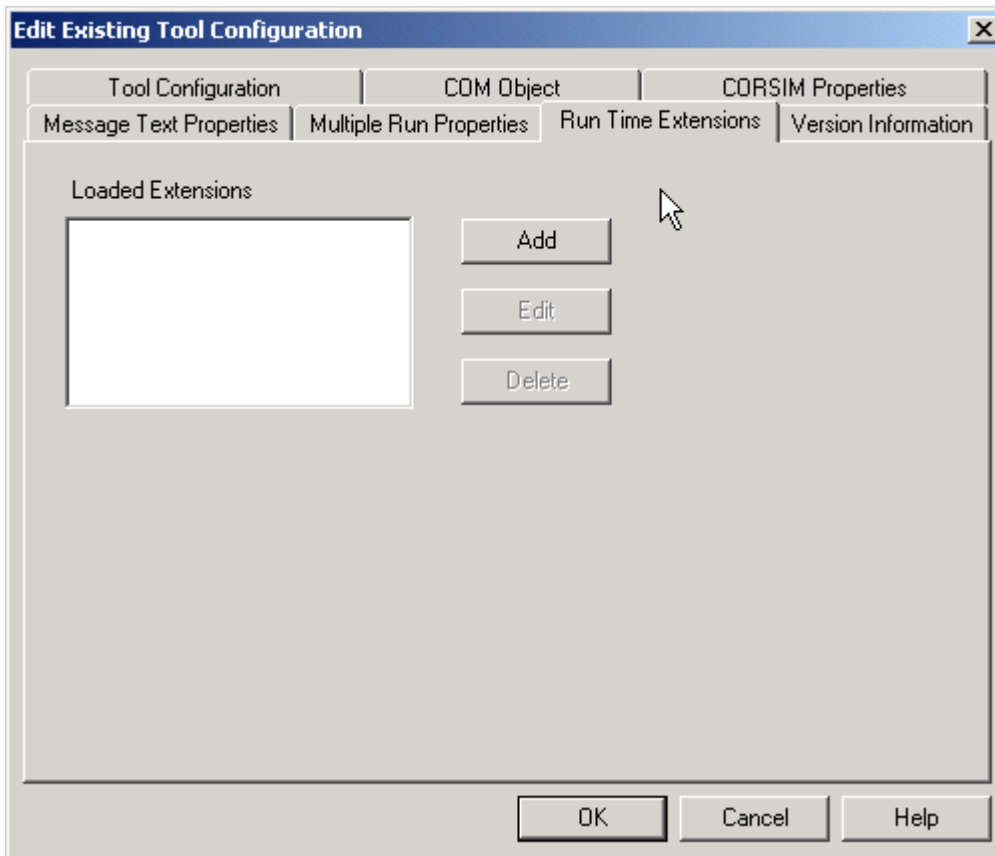 Edit Existing Tool Configuration
Tool Configuration
COM Object
CORSIM Properties
Message Text Properties
Multiple Run Properties
Run Time Extensions
Version Information
Loaded Extensions
Add
Edit
Delete
OK
Cancel
Help